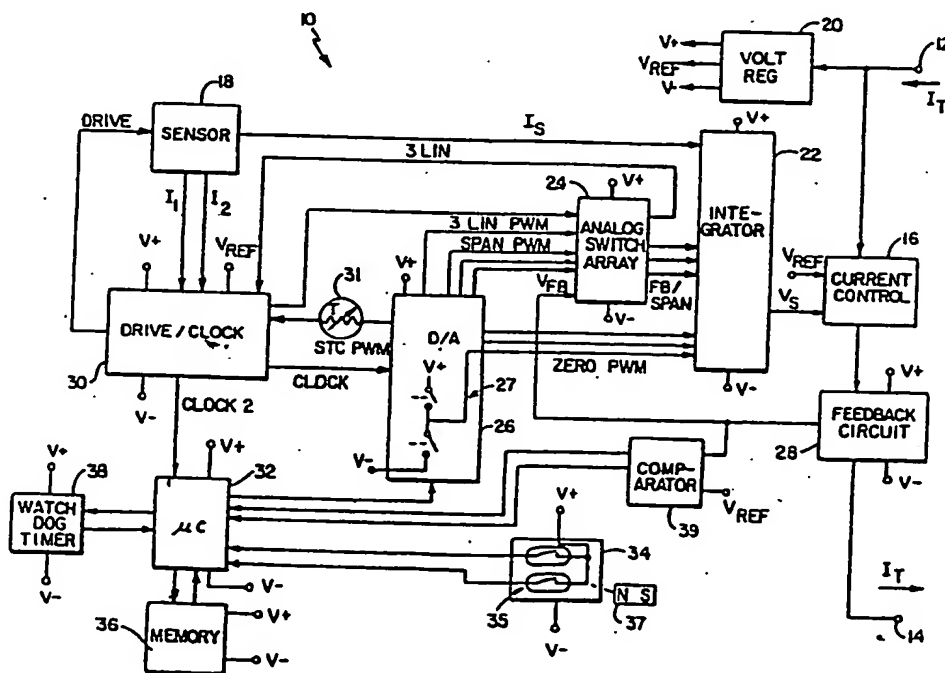 10
20
12
V+
VREF
V-
VOLT
REG
IT
18
DRIVE
SENSOR
IS
V+
22
3 LIN
I1
I2
24
V+
INTE-
GRATOR
16
V+
VREF
3 LIN PWM
SPAN PWM
ANALOG
SWITCH
ARRAY
VREF
CURRENT
CONTROL
31
V+
VFB
FB/
SPAN
VS
DRIVE/CLOCK
STC PWM
D/A
V-
30
CLOCK
V+
27
ZERO PWM
V-
V+
V-
CLOCK 2
V-
26
FEEDBACK
CIRCUIT
28
V+
38
32
V+
COMP-
ARATOR
V-
WATCH
DOG
TIMER
μC
V+
39
VREF
34
V-
V-
35
N S
37
IT
36
MEMORY
V+
V-
V-
14